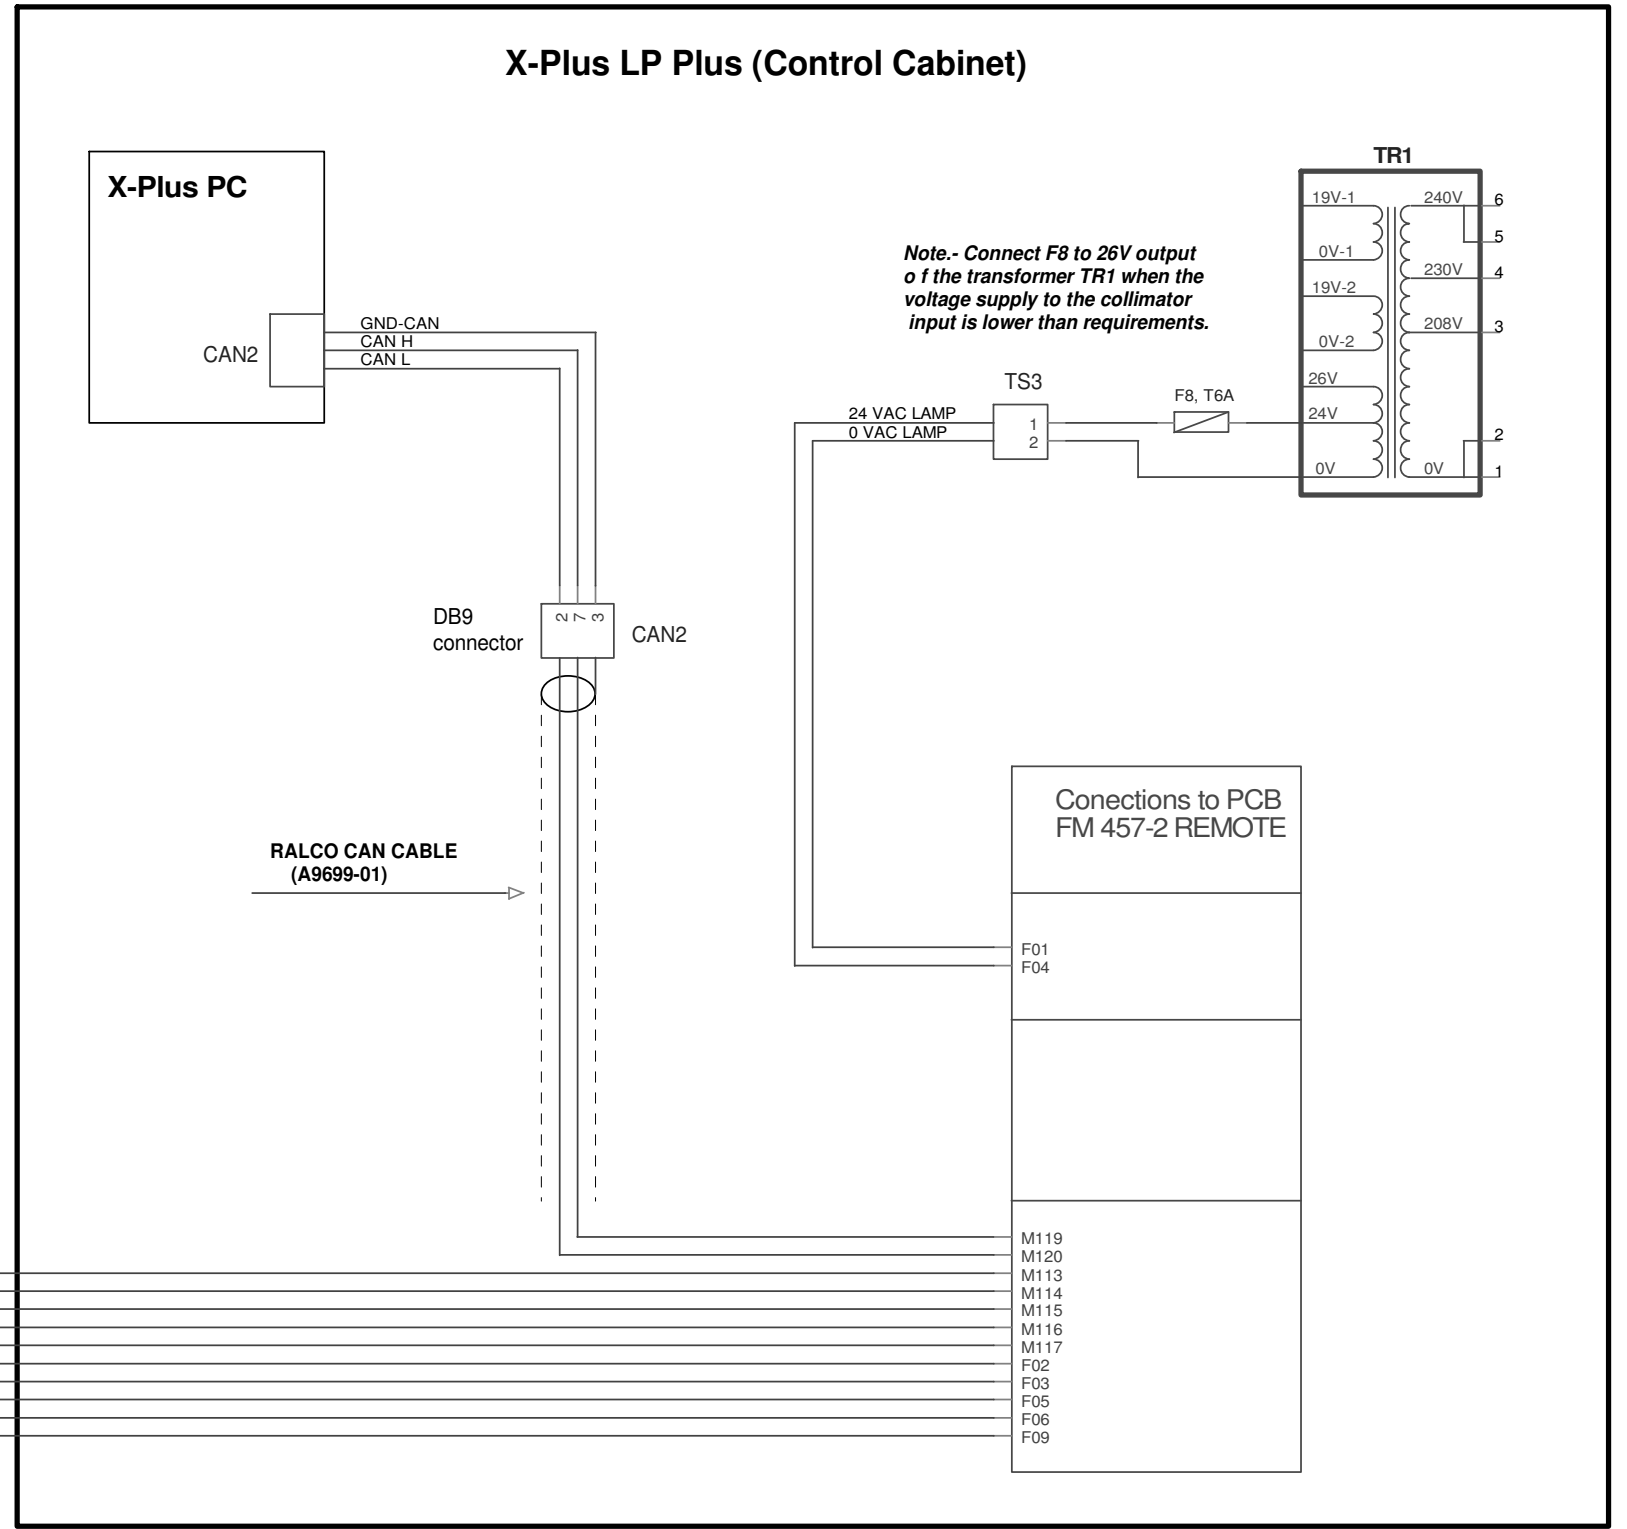 X-Plus LP Plus (Control Cabinet)
X-Plus PC
CAN2
GND-CAN
CAN H
CAN L
Note.- Connect F8 to 26V output
o f the transformer TR1 when the
voltage supply to the collimator
input is lower than requirements.
TR1
19V-1
0V-1
19V-2
0V-2
26V
24V
0V
240V
230V
208V
0V
6
5
4
3
2
1
TS3
1
2
F8, T6A
24 VAC LAMP
0 VAC LAMP
DB9
connector
2
7
3
CAN2
RALCO CAN CABLE
(A9699-01)
Conections to PCB
FM 457-2 REMOTE
F01
F04
M119
M120
M113
M114
M115
M116
M117
F02
F03
F05
F06
F09